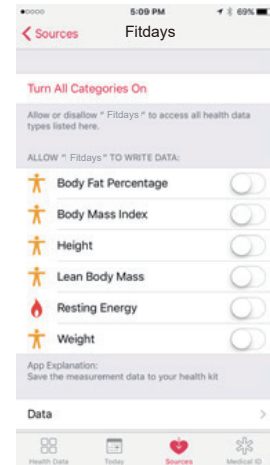 5:09 PM
69%
Sources
Fitdays
Turn All Categories On
Allow or disallow " Fitdays " to access all health data
types listed here.
ALLOW " Fitdays" TO WRITE DATA:
Body Fat Percentage
Body Mass Index
Height
Lean Body Mass
Resting Energy
Weight
App Explanation:
Save the measurement data to your health kit
Data
Health Data
Today
Sources
Medical ID